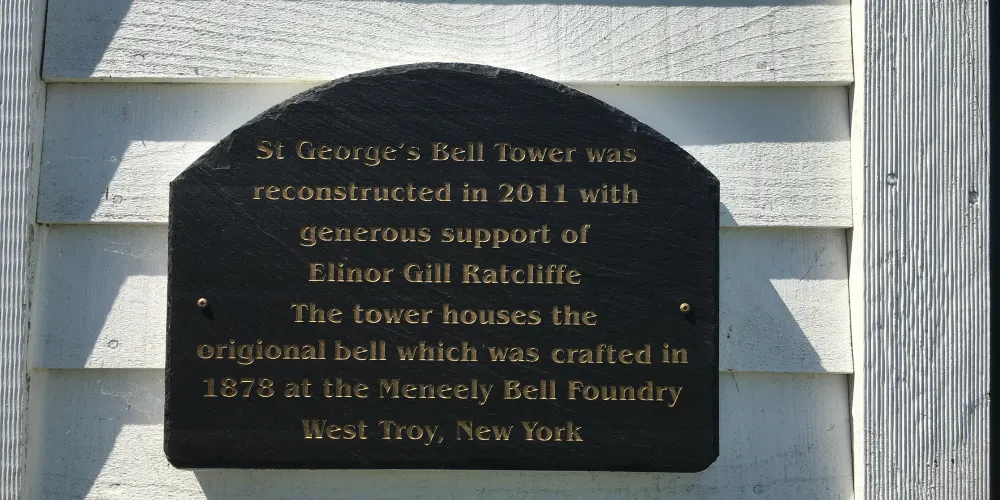 St George's Bell Tower was
reconstructed in 2011 with
generous support of
Elinor Gill Ratcliffe
The tower houses the
origional bell which was crafted in
1878 at the Meneely Bell Foundry
West Troy, New York